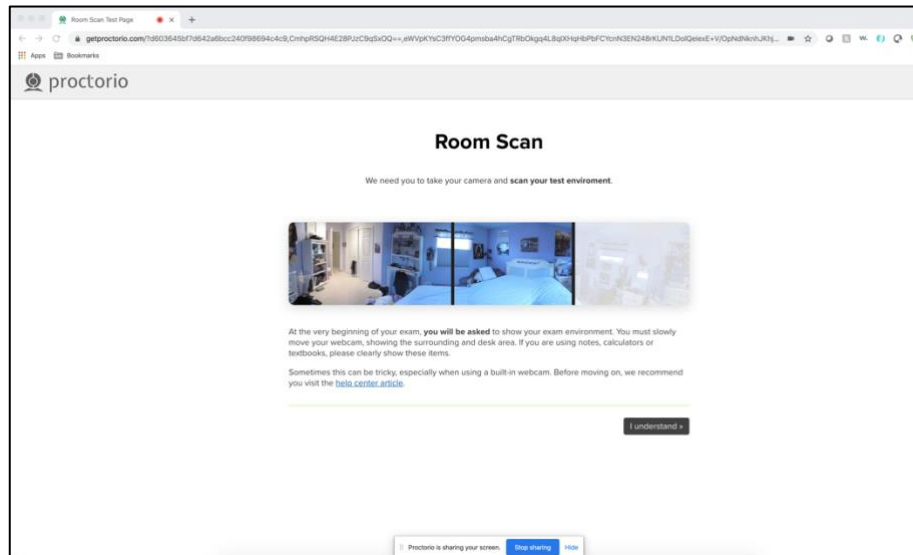 Room Scan Test Page
Apps Bookmarks
proctorio
Room Scan
We need you to take your camera and scan your test enviroment.
At the very beginning of your exam, you will be asked to show your exam environment. You must slowly
move your webcam, showing the surrounding and desk area. If you are using notes, calculators or
textbooks, please clearly show these items.
Sometimes this can be tricky, especially when using a built-in webcam. Before moving on, we recommend
you visit the help center article.
I understand »
Proctorio is sharing your screen. Stop sharing Hide